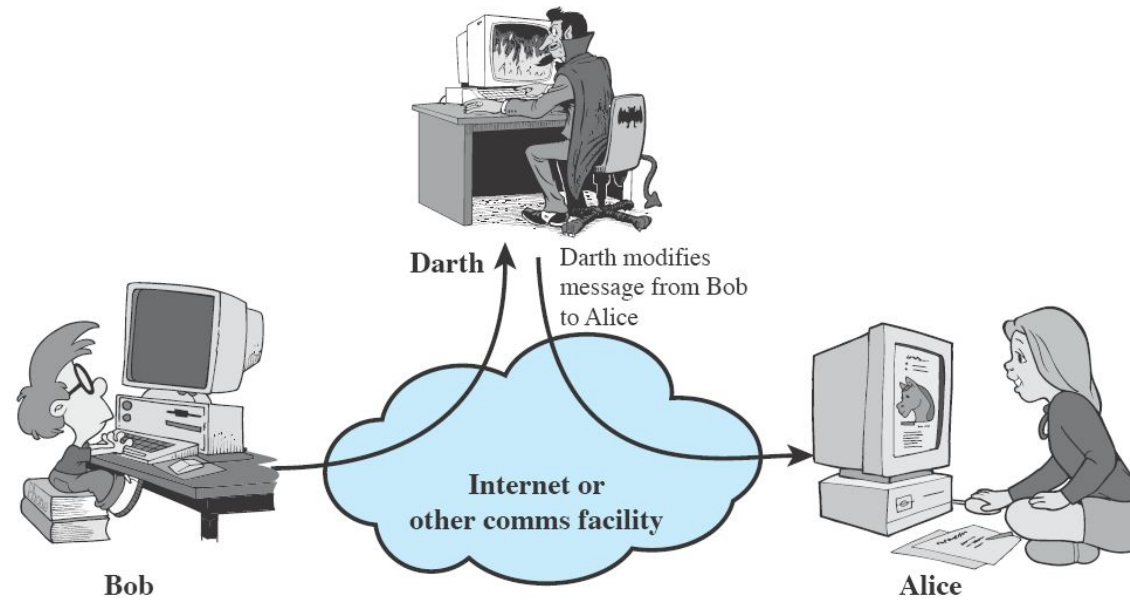 Darth
Darth modifies
message from Bob
to Alice
Internet or
other comms facility
Bob
Alice